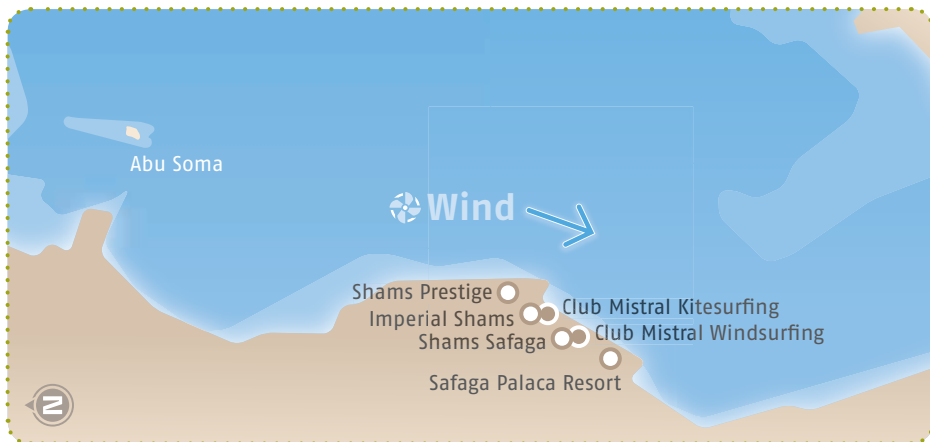 Abu Soma
Wind
Shams Prestige
Imperial Shams
Club Mistral Kitesurfing
Shams Safaga
Club Mistral Windsurfing
Safaga Palaca Resort
N